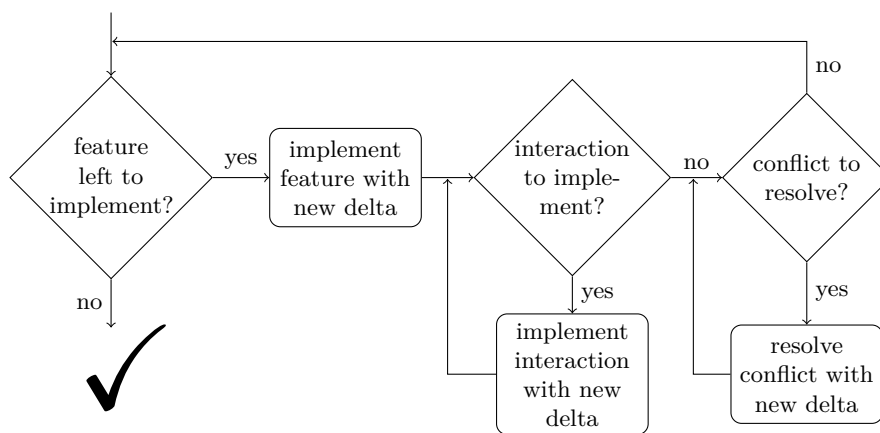 no
feature
left to
implement?
yes
implement
feature with
new delta
interaction
to imple-
ment?
no
conflict to
resolve?
no
yes
implement
interaction
with new
delta
yes
resolve
conflict with
new delta